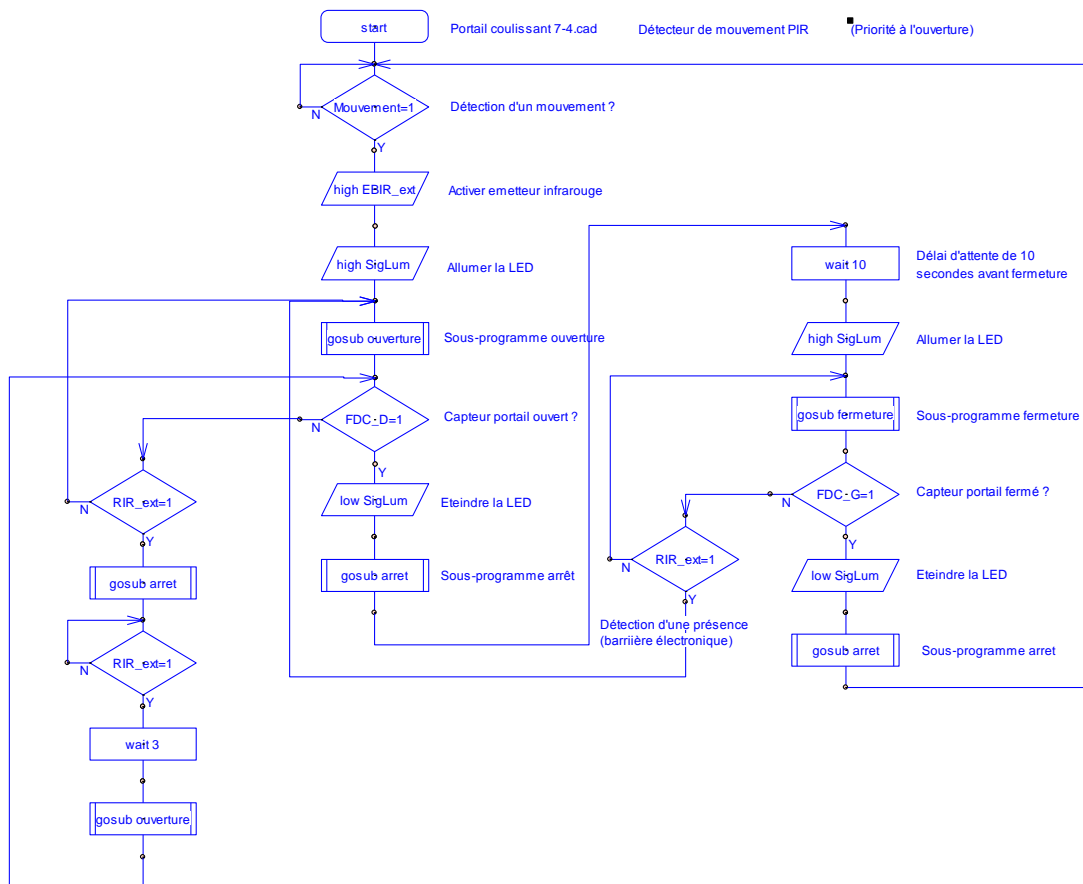 start
Portail coulissant 7-4.cad
Détecteur de mouvement PIR
(Priorité à l'ouverture)
Mouvement=1
N
Y
Détection d'un mouvement ?
high EBIR_ext
Activer emetteur infrarouge
high SigLum
Allumer la LED
gosub ouverture
Sous-programme ouverture
FDC_D=1
N
Y
Capteur portail ouvert ?
low SigLum
Eteindre la LED
gosub arret
Sous-programme arrêt
RIR_ext=1
N
Y
gosub arret
RIR_ext=1
N
Y
wait 3
gosub ouverture
wait 10
Délai d'attente de 10
secondes avant fermeture
high SigLum
Allumer la LED
gosub fermeture
Sous-programme fermeture
FDC_G=1
N
Y
Capteur portail fermé ?
RIR_ext=1
N
Y
Détection d'une présence
(barriière électronique)
low SigLum
Eteindre la LED
gosub arret
Sous-programme arret